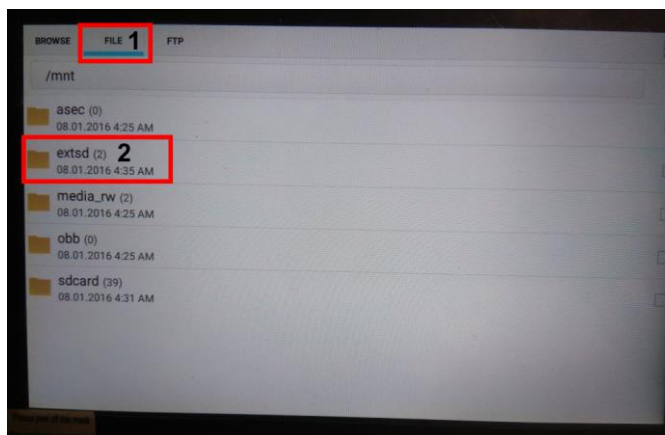 BROWSE FILE 1 FTP
/mnt
asec (0)
08.01.2016 4:25 AM
extsd (2) 2
08.01.2016 4:35 AM
media_rw (2)
08.01.2016 4:25 AM
obb (0)
08.01.2016 4:25 AM
sdcard (39)
08.01.2016 4:31 AM